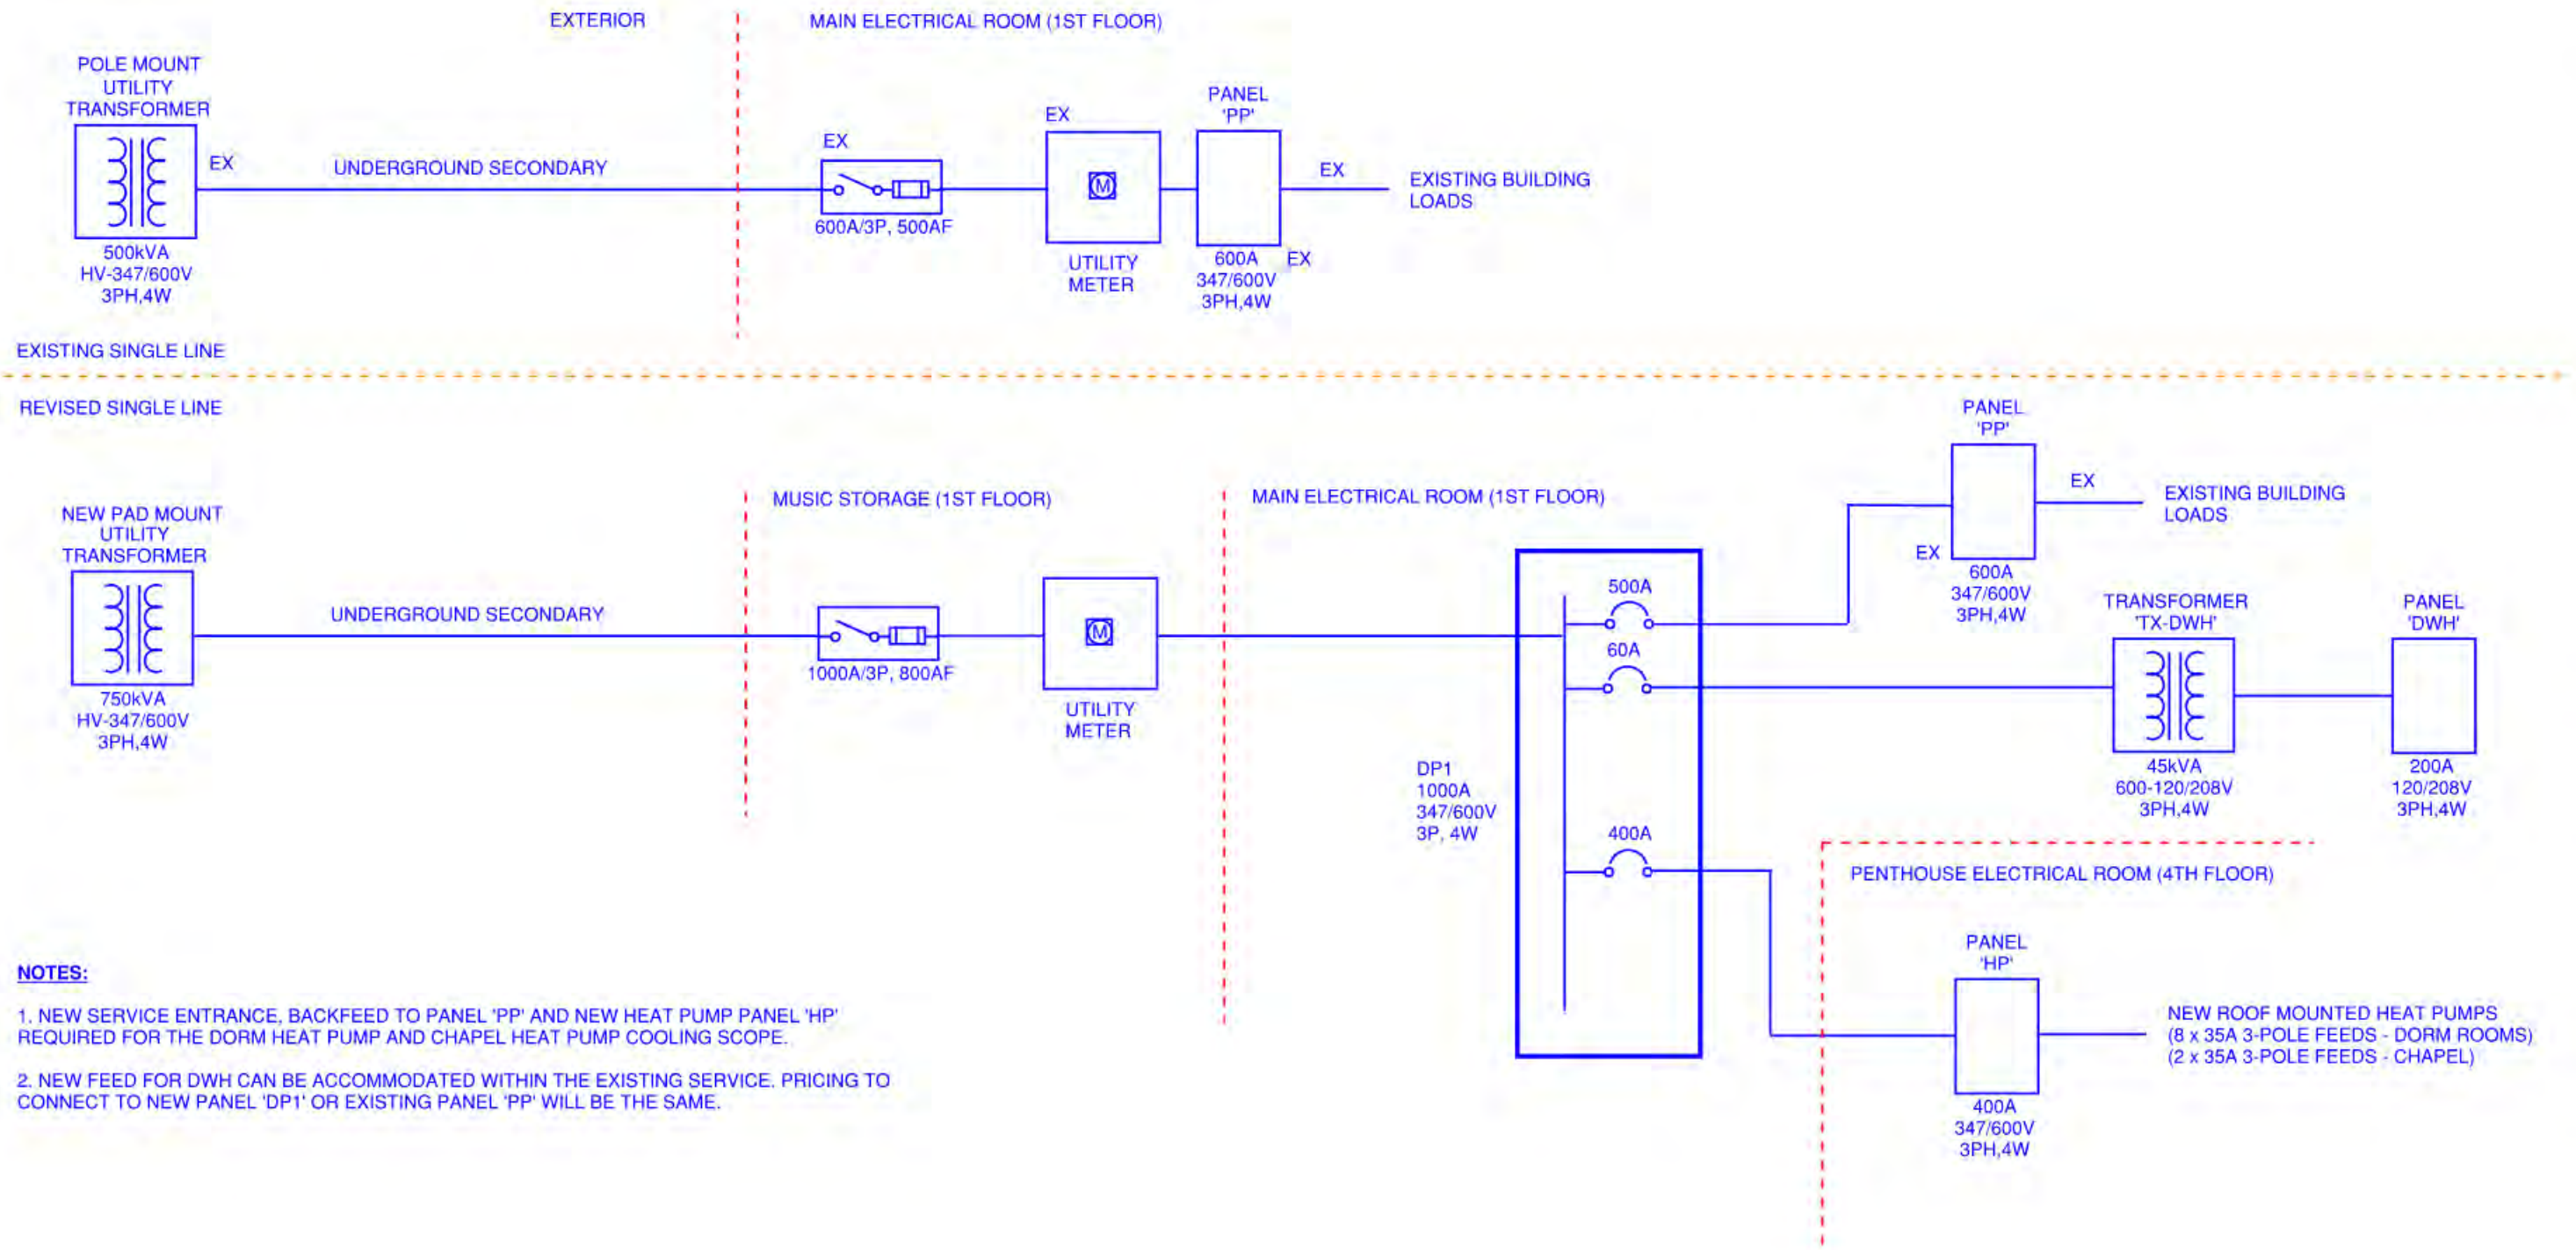 EXTERIOR
MAIN ELECTRICAL ROOM (1ST FLOOR)
POLE MOUNT
UTILITY
TRANSFORMER
EX
500kVA
HV-347/600V
3PH,4W
UNDERGROUND SECONDARY
EX
600A/3P, 500AF
EX
M
UTILITY
METER
PANEL
'PP'
600A
347/600V
3PH,4W
EX
EX
EXISTING BUILDING
LOADS
EXISTING SINGLE LINE
REVISED SINGLE LINE
NEW PAD MOUNT
UTILITY
TRANSFORMER
750kVA
HV-347/600V
3PH,4W
UNDERGROUND SECONDARY
MUSIC STORAGE (1ST FLOOR)
1000A/3P, 800AF
M
UTILITY
METER
MAIN ELECTRICAL ROOM (1ST FLOOR)
DP1
1000A
347/600V
3P, 4W
500A
60A
400A
PANEL
'PP'
EX
600A
347/600V
3PH,4W
EX
EXISTING BUILDING
LOADS
TRANSFORMER
'TX-DWH'
45kVA
600-120/208V
3PH,4W
PANEL
'DWH'
200A
120/208V
3PH,4W
PENTHOUSE ELECTRICAL ROOM (4TH FLOOR)
PANEL
'HP'
400A
347/600V
3PH,4W
NEW ROOF MOUNTED HEAT PUMPS
(8 x 35A 3-POLE FEEDS - DORM ROOMS)
(2 x 35A 3-POLE FEEDS - CHAPEL)
NOTES:
1. NEW SERVICE ENTRANCE, BACKFEED TO PANEL 'PP' AND NEW HEAT PUMP PANEL 'HP'
REQUIRED FOR THE DORM HEAT PUMP AND CHAPEL HEAT PUMP COOLING SCOPE.
2. NEW FEED FOR DWH CAN BE ACCOMMODATED WITHIN THE EXISTING SERVICE. PRICING TO
CONNECT TO NEW PANEL 'DP1' OR EXISTING PANEL 'PP' WILL BE THE SAME.